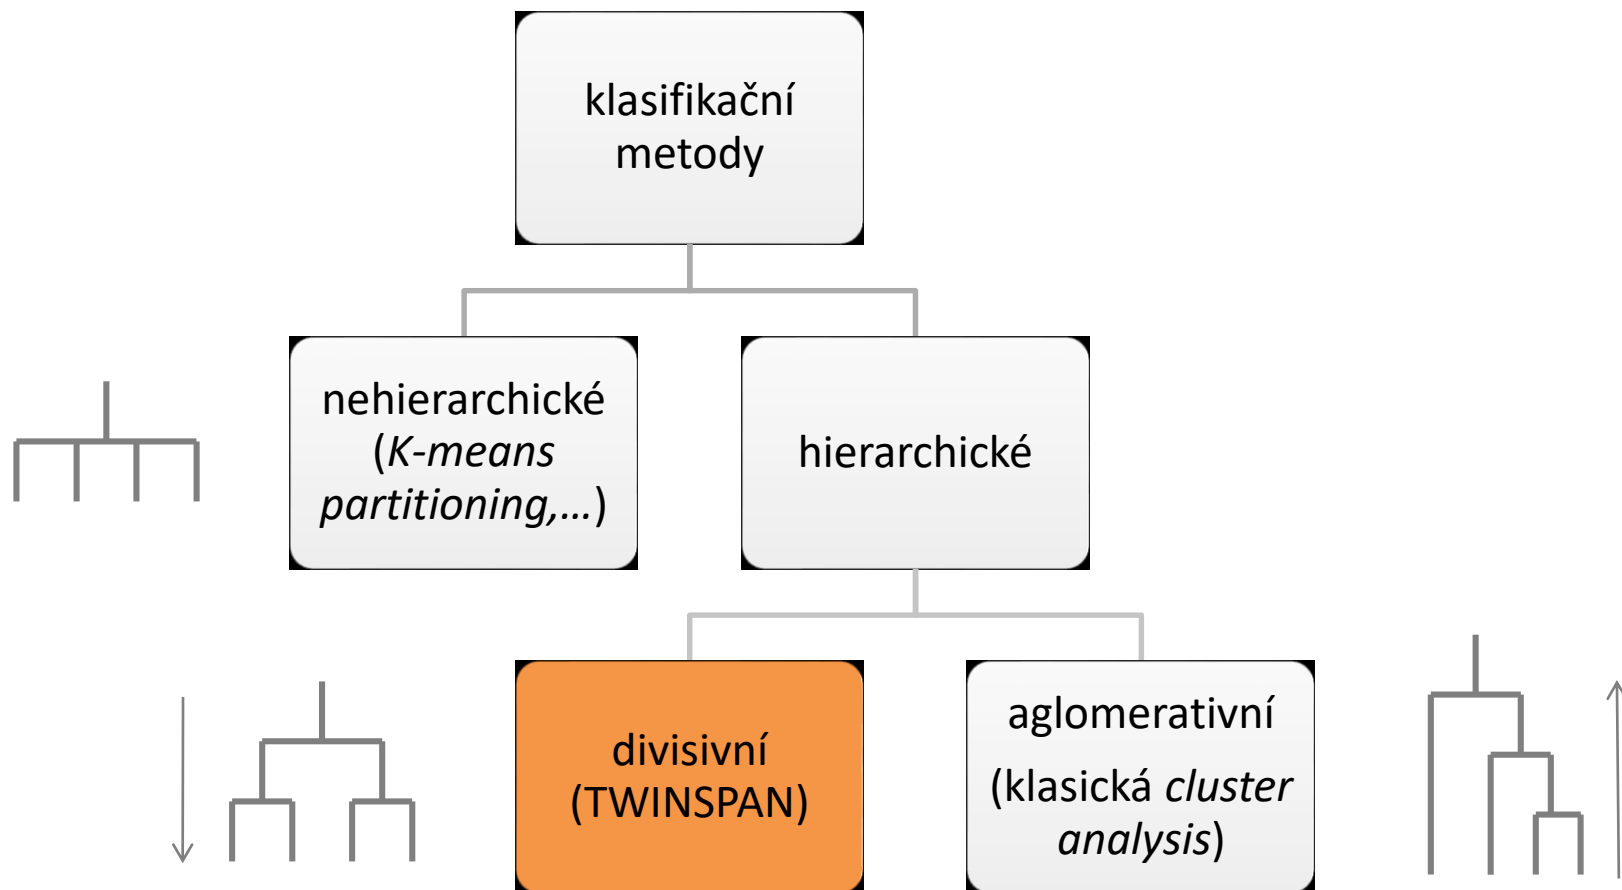 klasifikační
metody
nehierarchické
(K-means
partitioning,...)
hierarchické
divisivní
(TWINSPAN)
aglomerativní
(klasická cluster
analysis)